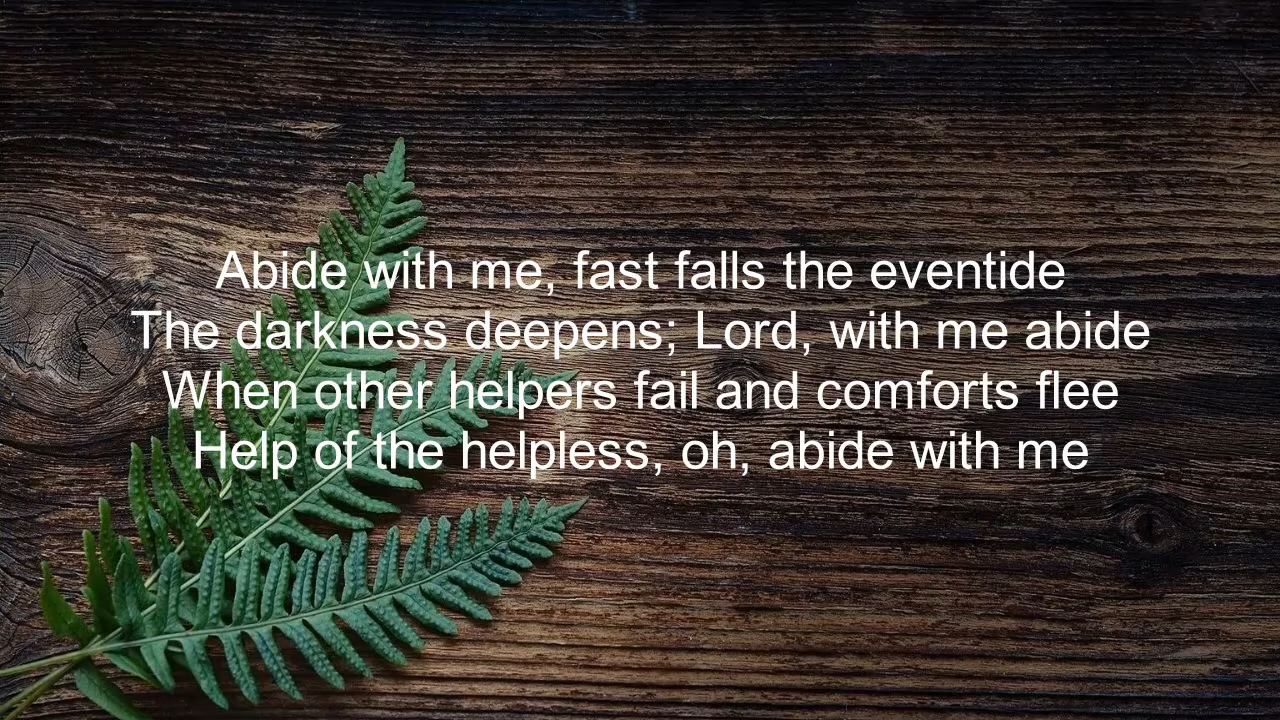 Abide with me, fast falls the eventide
The darkness deepens; Lord, with me abide
When other helpers fail and comforts flee
Help of the helpless, oh, abide with me